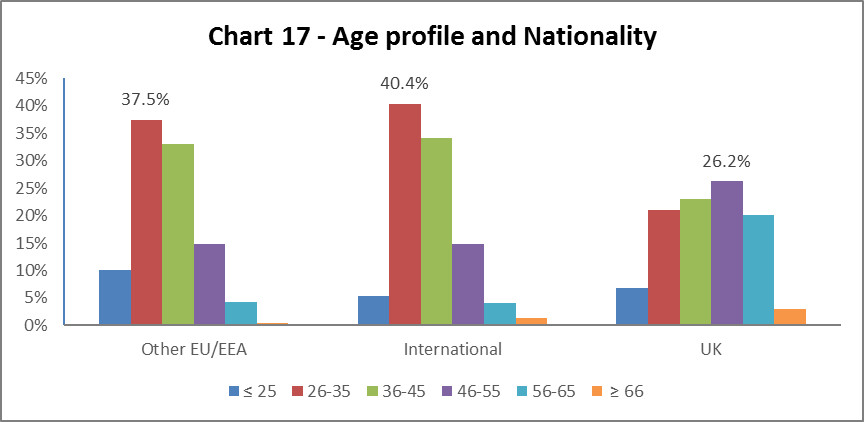 Chart 17 - Age profile and Nationality
45%
40%
35%
30%
25%
20%
15%
10%
5%
0%
37.5%
40.4%
26.2%
Other EU/EEA
International
UK
≤ 25 26-35 36-45 46-55 56-65 ≥ 66